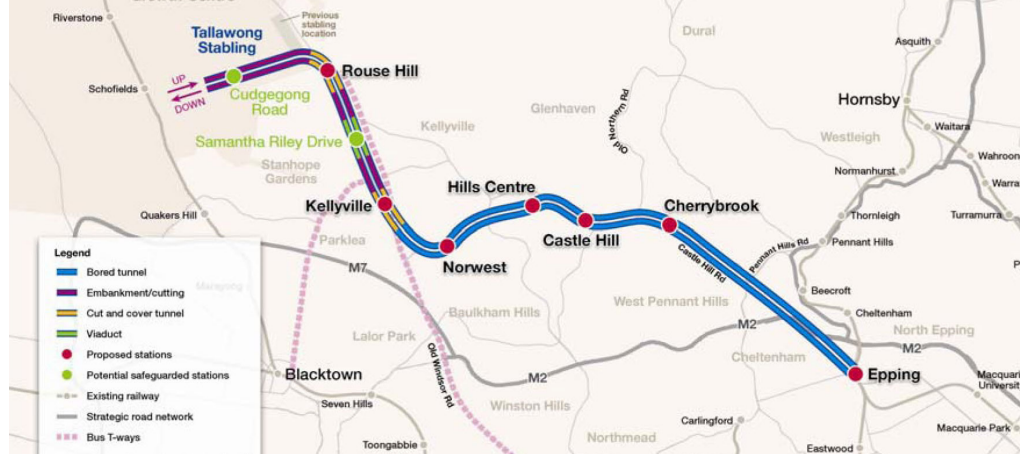 Riverstone
Previous
stabling
location
Dural
Asquith
Tallawong
Stabling
Rouse Hill
UP
DOWN
Schofields
Cudgegong
Road
Glenhaven
Old Northern Rd
Hornsby
Waitara
Westleigh
Wahroon
Kellyville
Samantha Riley Drive
Stanhope
Gardens
Normanhurst
Warra
Hills Centre
Kellyville
Cherrybrook
Quakers Hill
Thornleigh
Turramurra
Castle Hill
Parklea
Norwest
Castle Hill Rd
Pennant Hills Rd
Pennant Hills
M7
Legend
Bored tunnel
Embankment/cutting
Cut and cover tunnel
Viaduct
Proposed stations
Potential safeguarded stations
Existing railway
Strategic road network
Bus T-ways
Marayong
Beecroft
West Pennant Hills
Baulkham Hills
Cheltenham
North Epping
Lalor Park
M2
M2
Old Windsor Rd
Cheltenham
Blacktown
M2
Epping
Macquarie
University
Seven Hills
Winston Hills
Carlingford
Macquarie Park
Northmead
Toongabbie
Eastwood